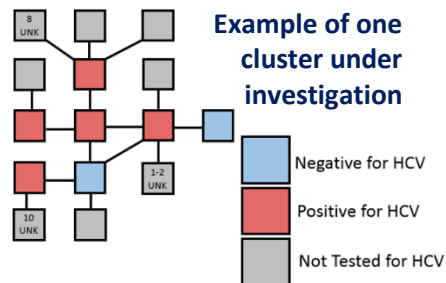 8
UNK
Example of one
cluster under
investigation
1-2
UNK
10
UNK
Negative for HCV
Positive for HCV
Not Tested for HCV